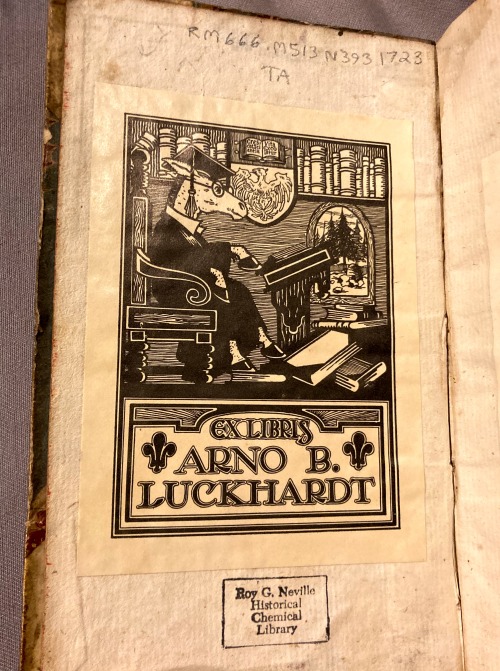 RM666.M513 N393 1723
TA
EX LIBRIS
ARNO B.
LUCKHARDT
Roy G. Neville
Historical
Chemical
Library